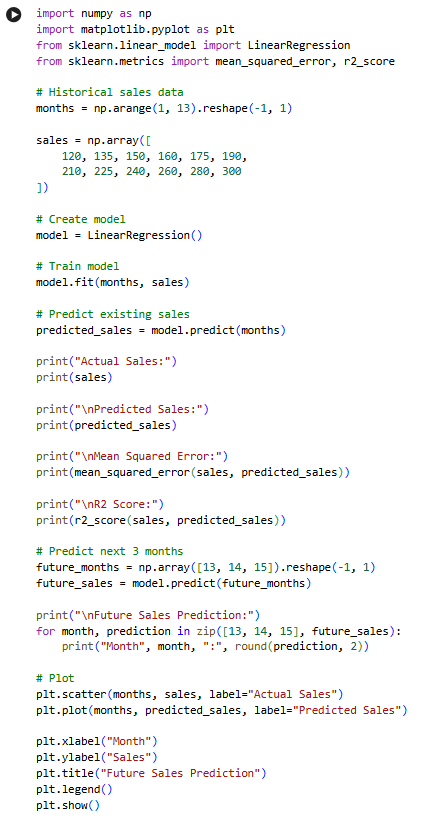 import numpy as np
import matplotlib.pyplot as plt
from sklearn.linear_model import LinearRegression
from sklearn.metrics import mean_squared_error, r2_score

# Historical sales data
months = np.arange(1, 13).reshape(-1, 1)

sales = np.array([
    120, 135, 150, 160, 175, 190,
    210, 225, 240, 260, 280, 300
])

# Create model
model = LinearRegression()

# Train model
model.fit(months, sales)

# Predict existing sales
predicted_sales = model.predict(months)

print("Actual Sales:")
print(sales)

print("\nPredicted Sales:")
print(predicted_sales)

print("\nMean Squared Error:")
print(mean_squared_error(sales, predicted_sales))

print("\nR2 Score:")
print(r2_score(sales, predicted_sales))

# Predict next 3 months
future_months = np.array([13, 14, 15]).reshape(-1, 1)
future_sales = model.predict(future_months)

print("\nFuture Sales Prediction:")
for month, prediction in zip([13, 14, 15], future_sales):
    print("Month", month, ":", round(prediction, 2))

# Plot
plt.scatter(months, sales, label="Actual Sales")
plt.plot(months, predicted_sales, label="Predicted Sales")

plt.xlabel("Month")
plt.ylabel("Sales")
plt.title("Future Sales Prediction")
plt.legend()
plt.show()